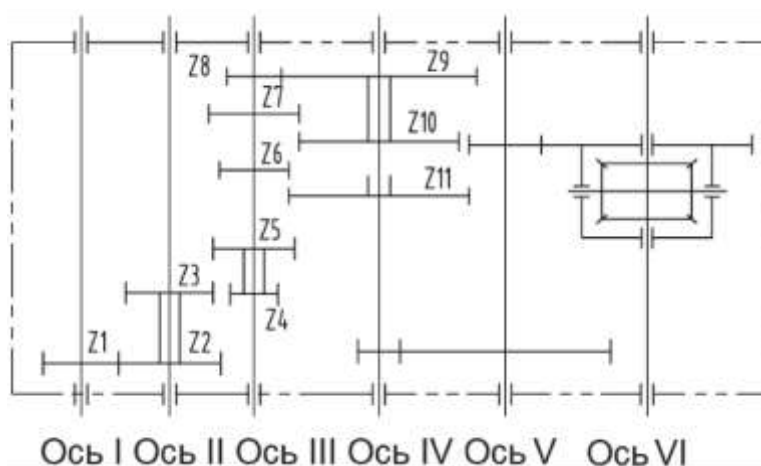 Z8 Z9
Z7
Z10
Z6
Z11
Z5
Z3
Z4
Z1 Z2
Ось I Ось II Ось III Ось IV Ось V Ось VI